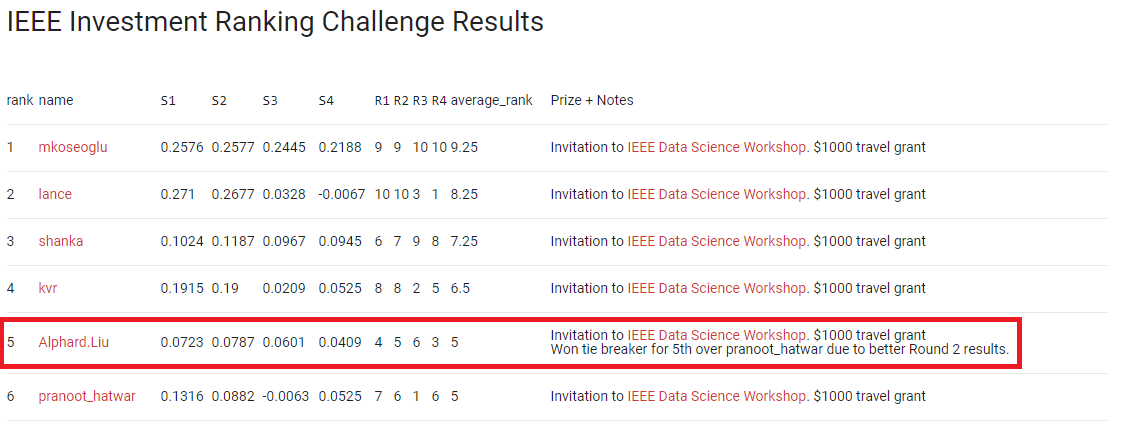 IEEE Investment Ranking Challenge Results
rank name S1 S2 S3 S4 R1 R2 R3 R4 average_rank Prize + Notes
1 mkoseoglu 0.2576 0.2577 0.2445 0.2188 9 9 10 10 9.25 Invitation to IEEE Data Science Workshop. $1000 travel grant
2 lance 0.271 0.2677 0.0328 -0.0067 10 10 3 1 8.25 Invitation to IEEE Data Science Workshop. $1000 travel grant
3 shanka 0.1024 0.1187 0.0967 0.0945 6 7 9 8 7.25 Invitation to IEEE Data Science Workshop. $1000 travel grant
4 kvr 0.1915 0.19 0.0209 0.0525 8 8 2 5 6.5 Invitation to IEEE Data Science Workshop. $1000 travel grant
5 Alphard.Liu 0.0723 0.0787 0.0601 0.0409 4 5 6 3 5 Invitation to IEEE Data Science Workshop. $1000 travel grant
Won tie breaker for 5th over pranoot_hatwar due to better Round 2 results.
6 pranoot_hatwar 0.1316 0.0882 -0.0063 0.0525 7 6 1 6 5 Invitation to IEEE Data Science Workshop. $1000 travel grant